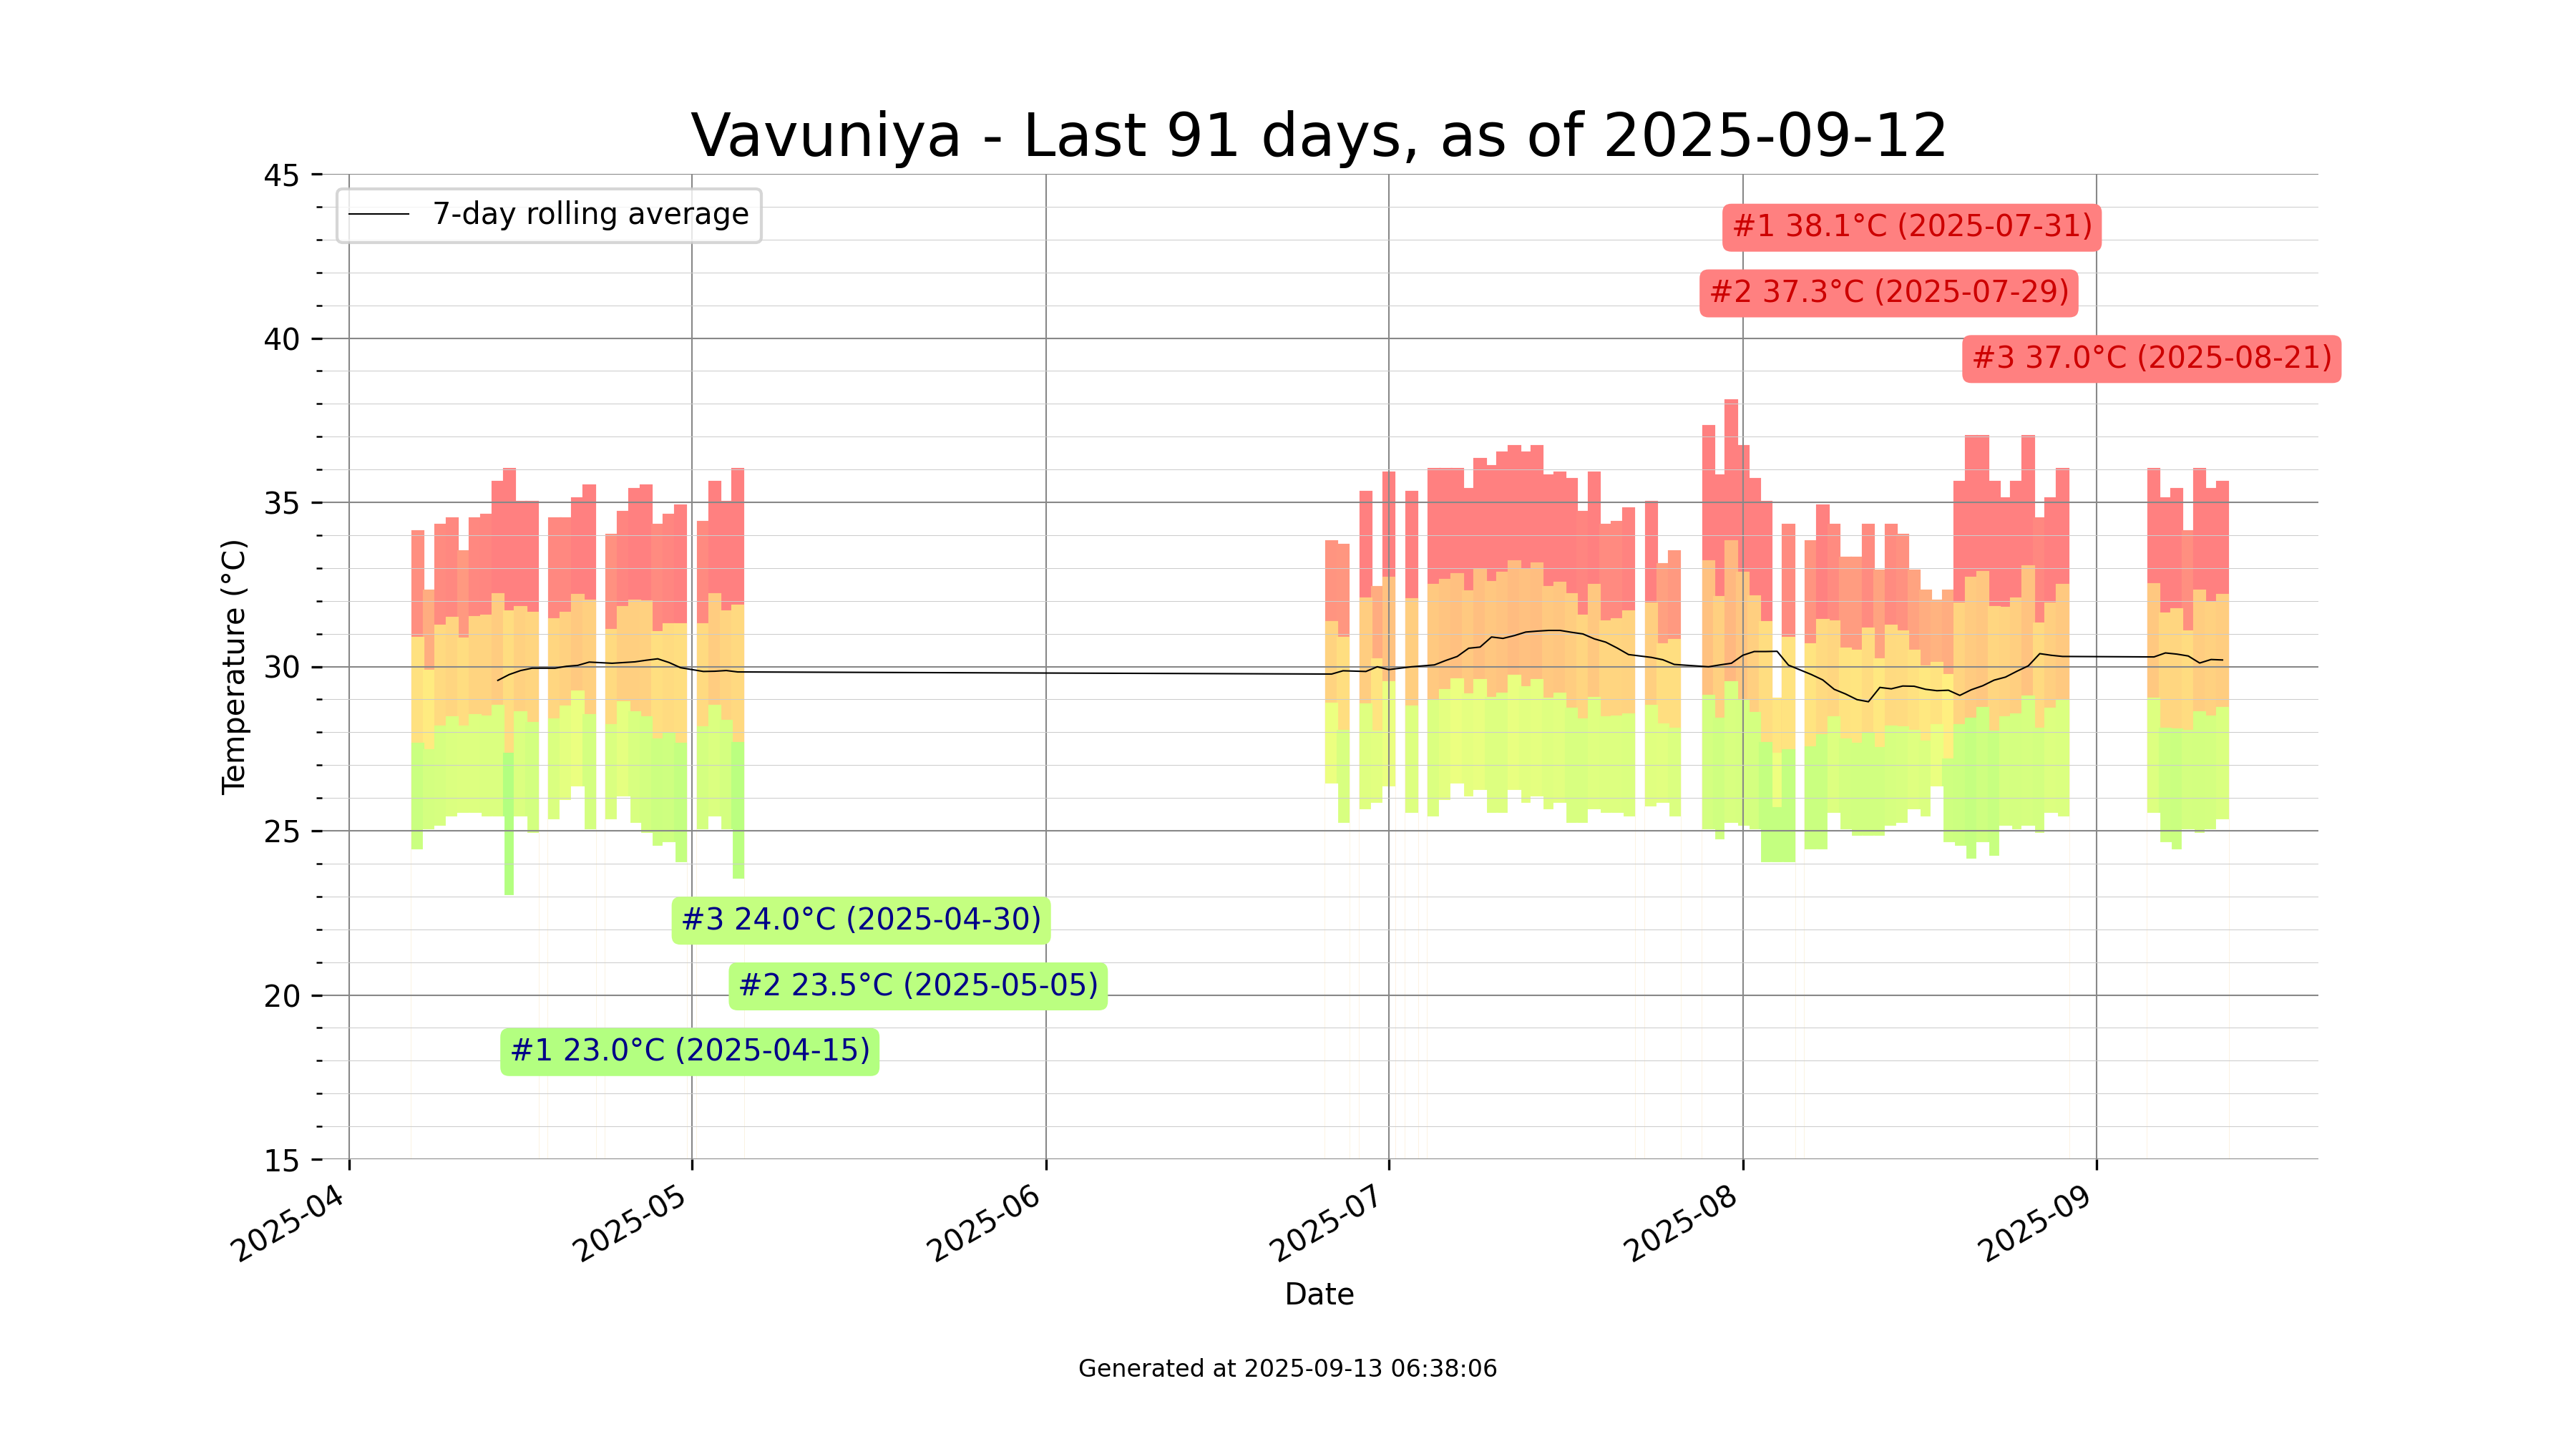 Vavuniya - Last 91 days, as of 2025-09-12
7-day rolling average
#1 38.1°C (2025-07-31)
#2 37.3°C (2025-07-29)
#3 37.0°C (2025-08-21)
45
40
35
30
25
20
15
Temperature (°C)
#3 24.0°C (2025-04-30)
#2 23.5°C (2025-05-05)
#1 23.0°C (2025-04-15)
2025-04
2025-05
2025-06
2025-07
2025-08
2025-09
Date
Generated at 2025-09-13 06:38:06